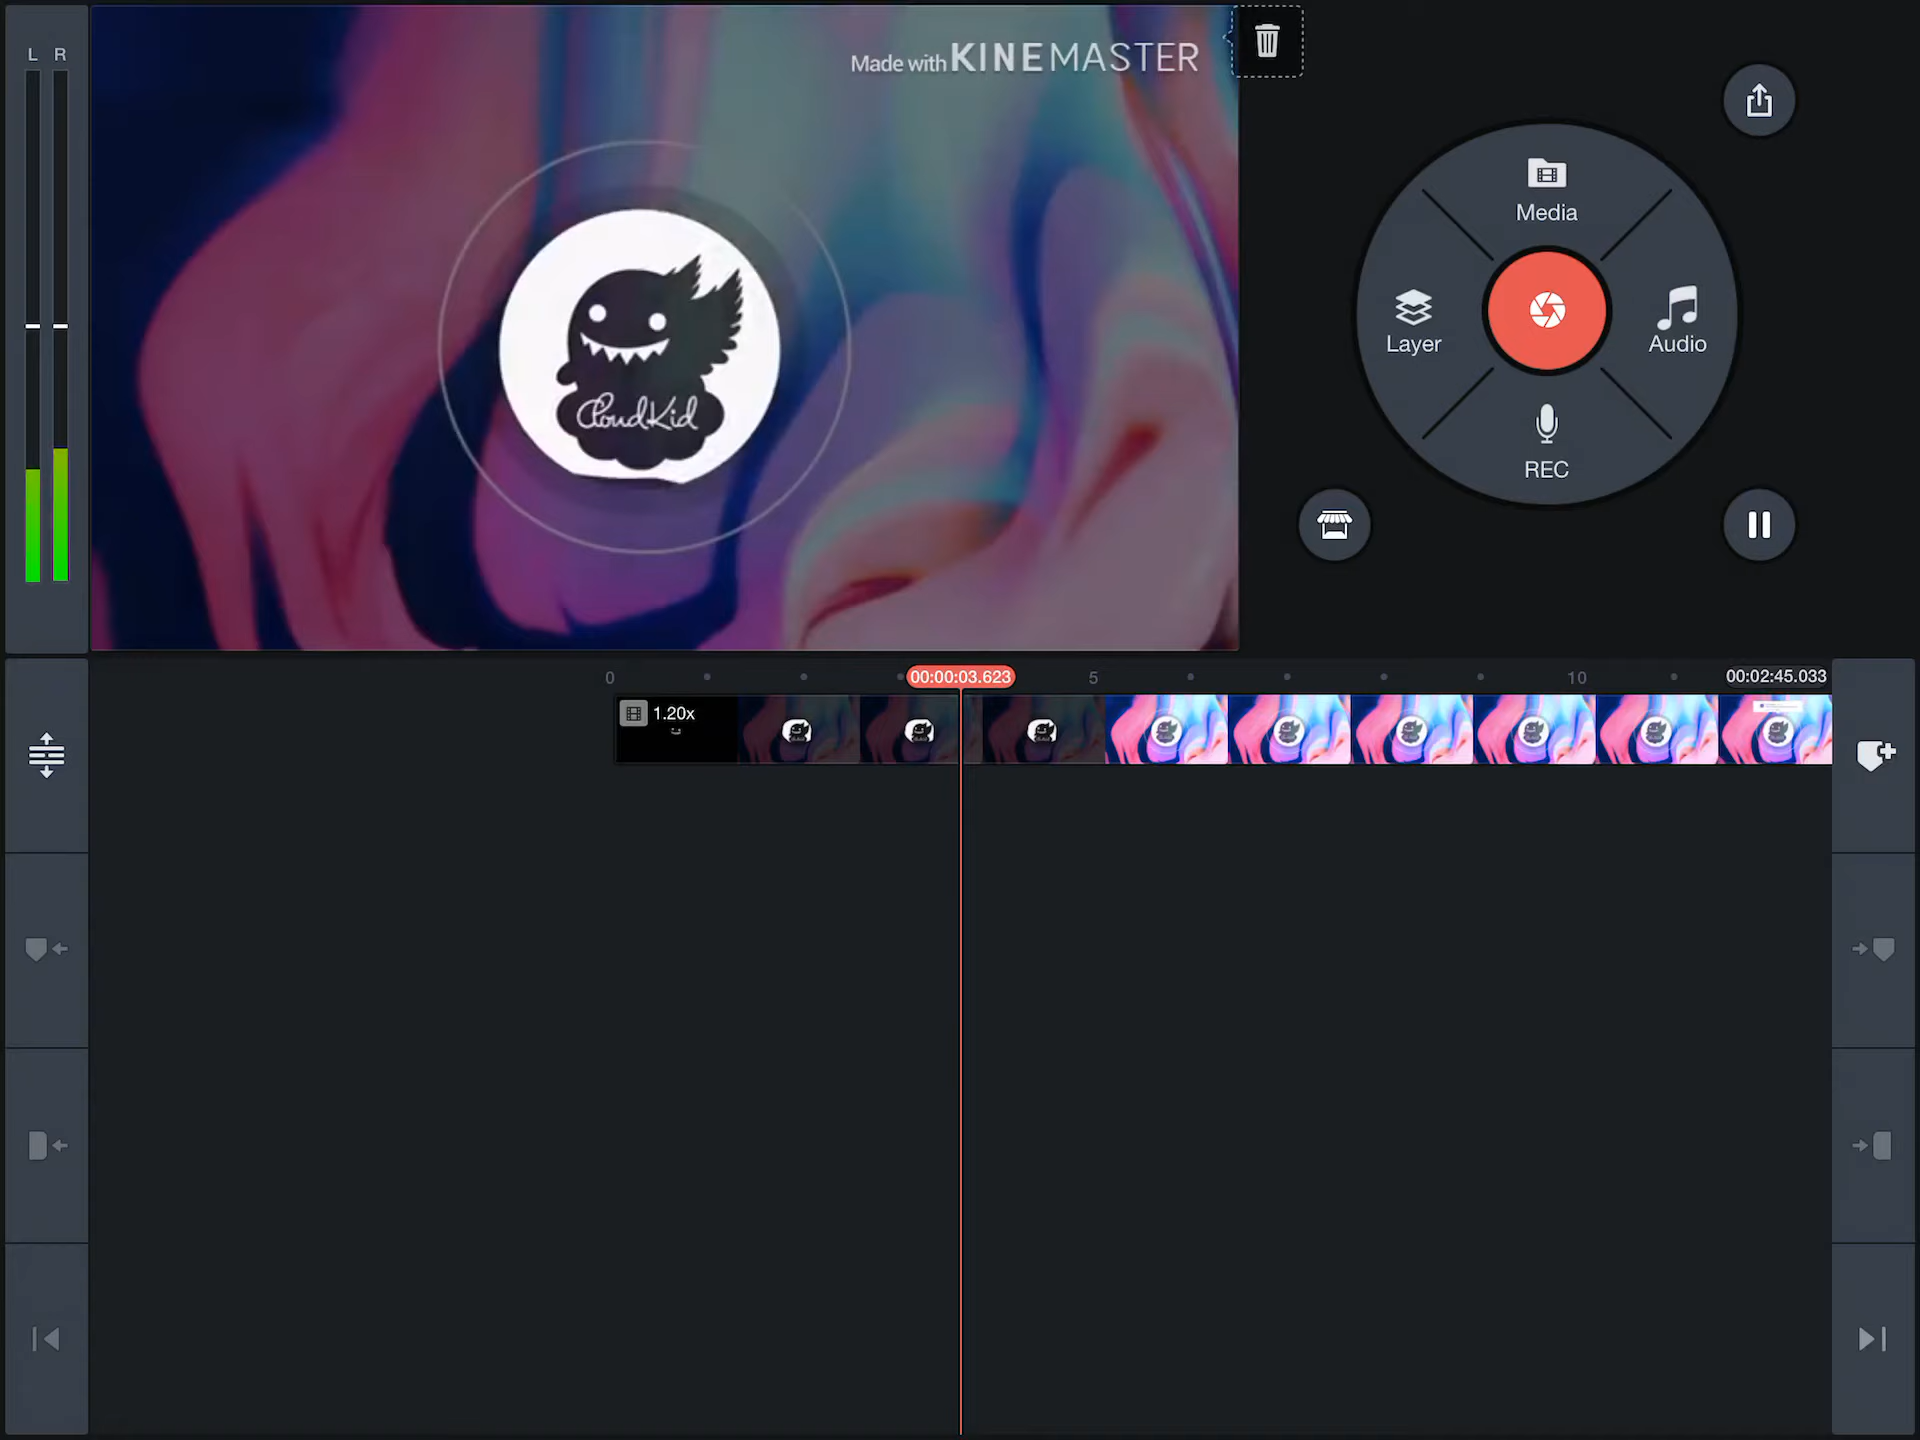 L R
Made with KINEMASTER
CloudKid
Media
Layer
Audio
REC
0
00:00:03.623
5
10
00:02:45.033
1.20x